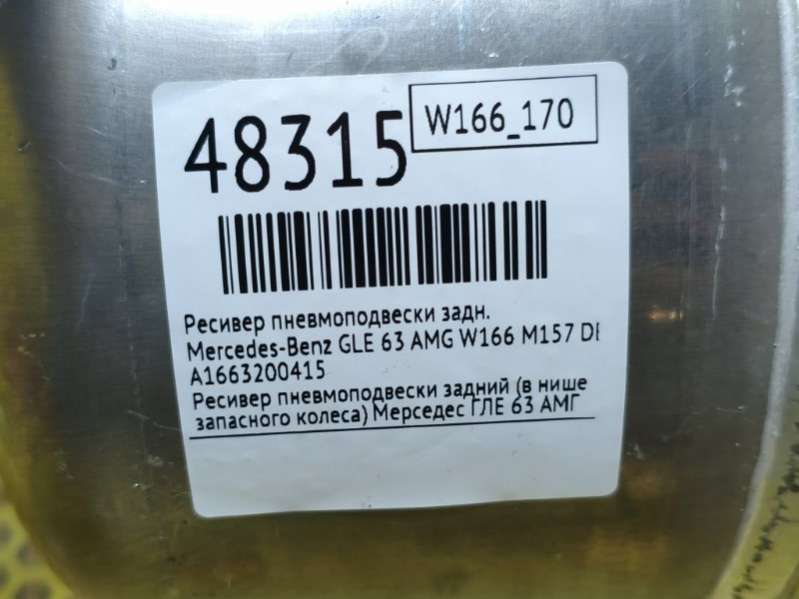 48315
W166_170
Ресивер пневмоподвески задн.
Mercedes-Benz GLE 63 AMG W166 M157 DE
A1663200415
Ресивер пневмоподвески задний (в нише
запасного колеса) Мерседес ГЛЕ 63 АМГ